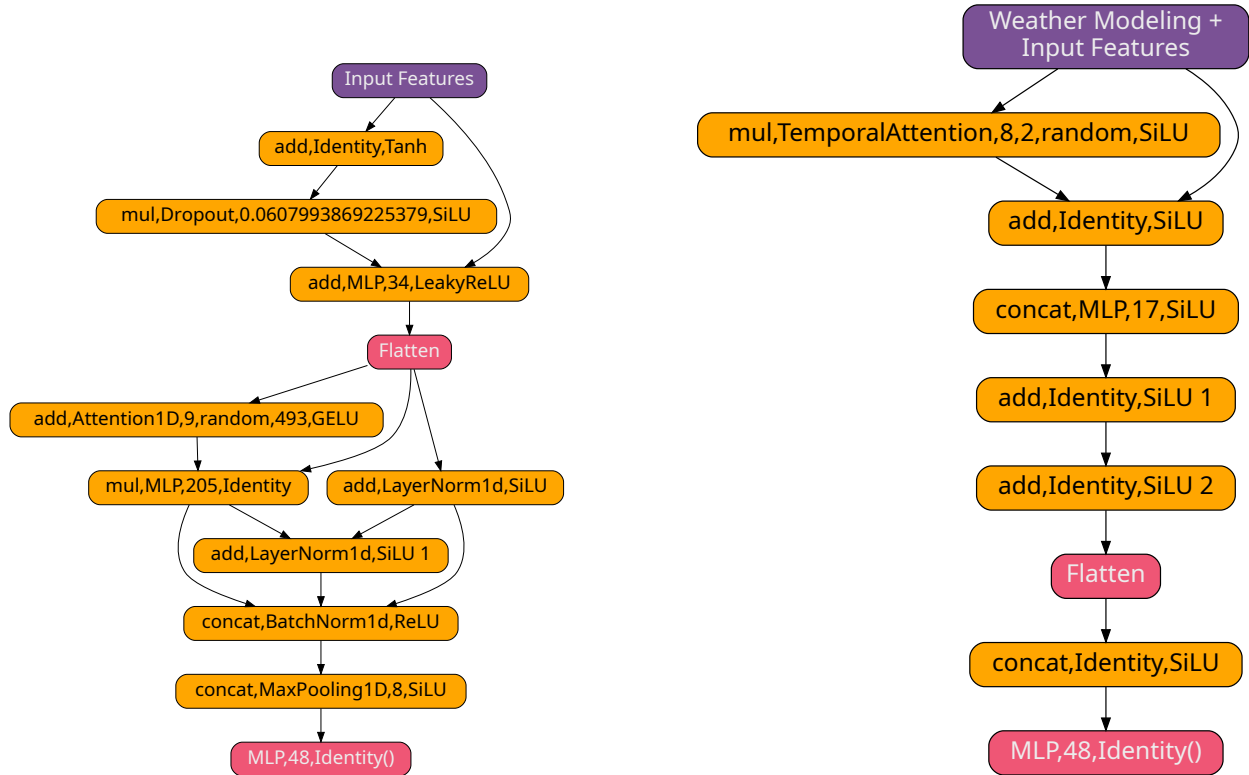 Input Features
add,Identity,Tanh
mul,Dropout,0.0607993869225379,SiLU
add,MLP,34,LeakyReLU
Flatten
add,Attention1D,9,random,493,GELU
mul,MLP,205,Identity
add,LayerNorm1d,SiLU
add,LayerNorm1d,SiLU 1
concat,BatchNorm1d,ReLU
concat,MaxPooling1D,8,SiLU
MLP,48,Identity()
Weather Modeling +
Input Features
mul,TemporalAttention,8,2,random,SiLU
add,Identity,SiLU
concat,MLP,17,SiLU
add,Identity,SiLU 1
add,Identity,SiLU 2
Flatten
concat,Identity,SiLU
MLP,48,Identity()